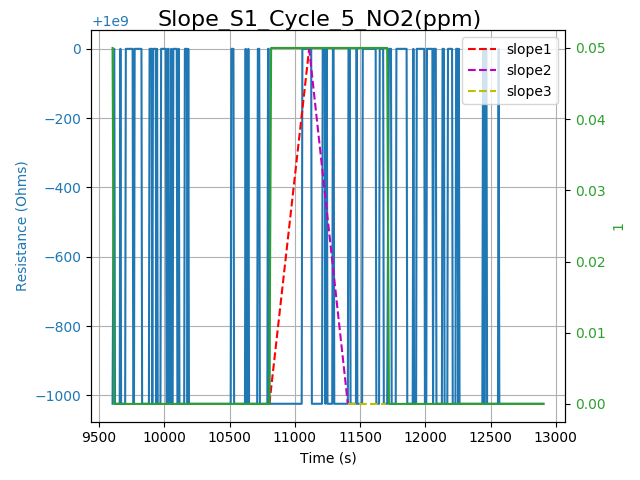 Slope_S1_Cycle_5_NO2(ppm)
+1e9
slope1
slope2
slope3
0
−200
−400
−600
−800
−1000
Resistance (Ohms)
0.05
0.04
0.03
0.02
0.01
0.00
1
9500 10000 10500 11000 11500 12000 12500 13000
Time (s)